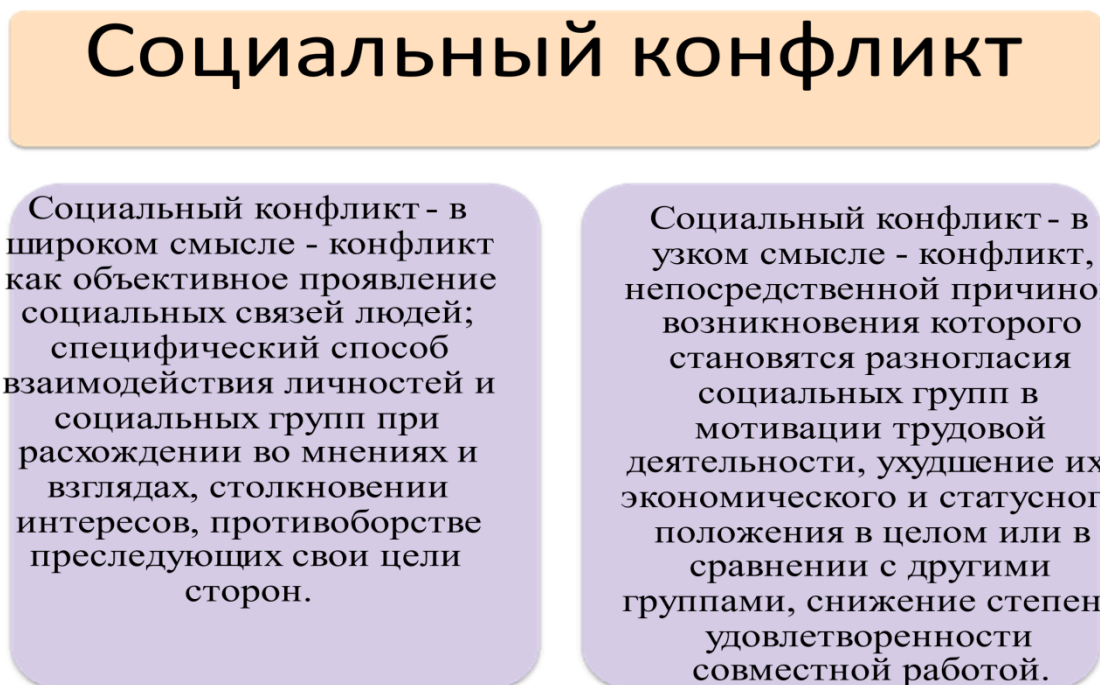 Социальный конфликт
Социальный конфликт - в
широком смысле - конфликт
как объективное проявление
социальных связей людей;
специфический способ
взаимодействия личностей и
социальных групп при
расхождении во мнениях и
взглядах, столкновении
интересов, противоборстве
преследующих свои цели
сторон.
Социальный конфликт - в
узком смысле - конфликт,
непосредственной причиной
возникновения которого
становятся разногласия
социальных групп в
мотивации трудовой
деятельности, ухудшение их
экономического и статусного
положения в целом или в
сравнении с другими
группами, снижение степени
удовлетворенности
совместной работой.